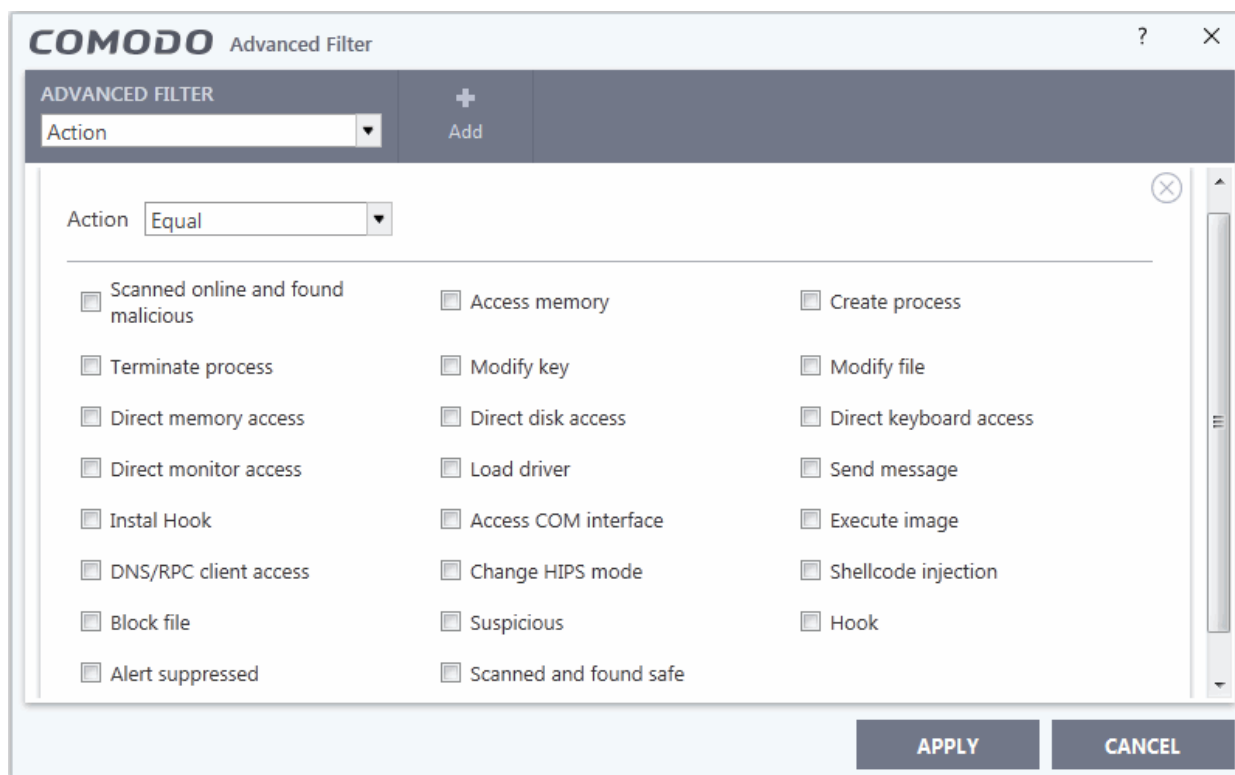 COMODO Advanced Filter ? ×
ADVANCED FILTER
Action
Add
Action Equal
Scanned online and found
malicious
Access memory
Create process
Terminate process
Modify key
Modify file
Direct memory access
Direct disk access
Direct keyboard access
Direct monitor access
Load driver
Send message
Instal Hook
Access COM interface
Execute image
DNS/RPC client access
Change HIPS mode
Shellcode injection
Block file
Suspicious
Hook
Alert suppressed
Scanned and found safe
APPLY
CANCEL